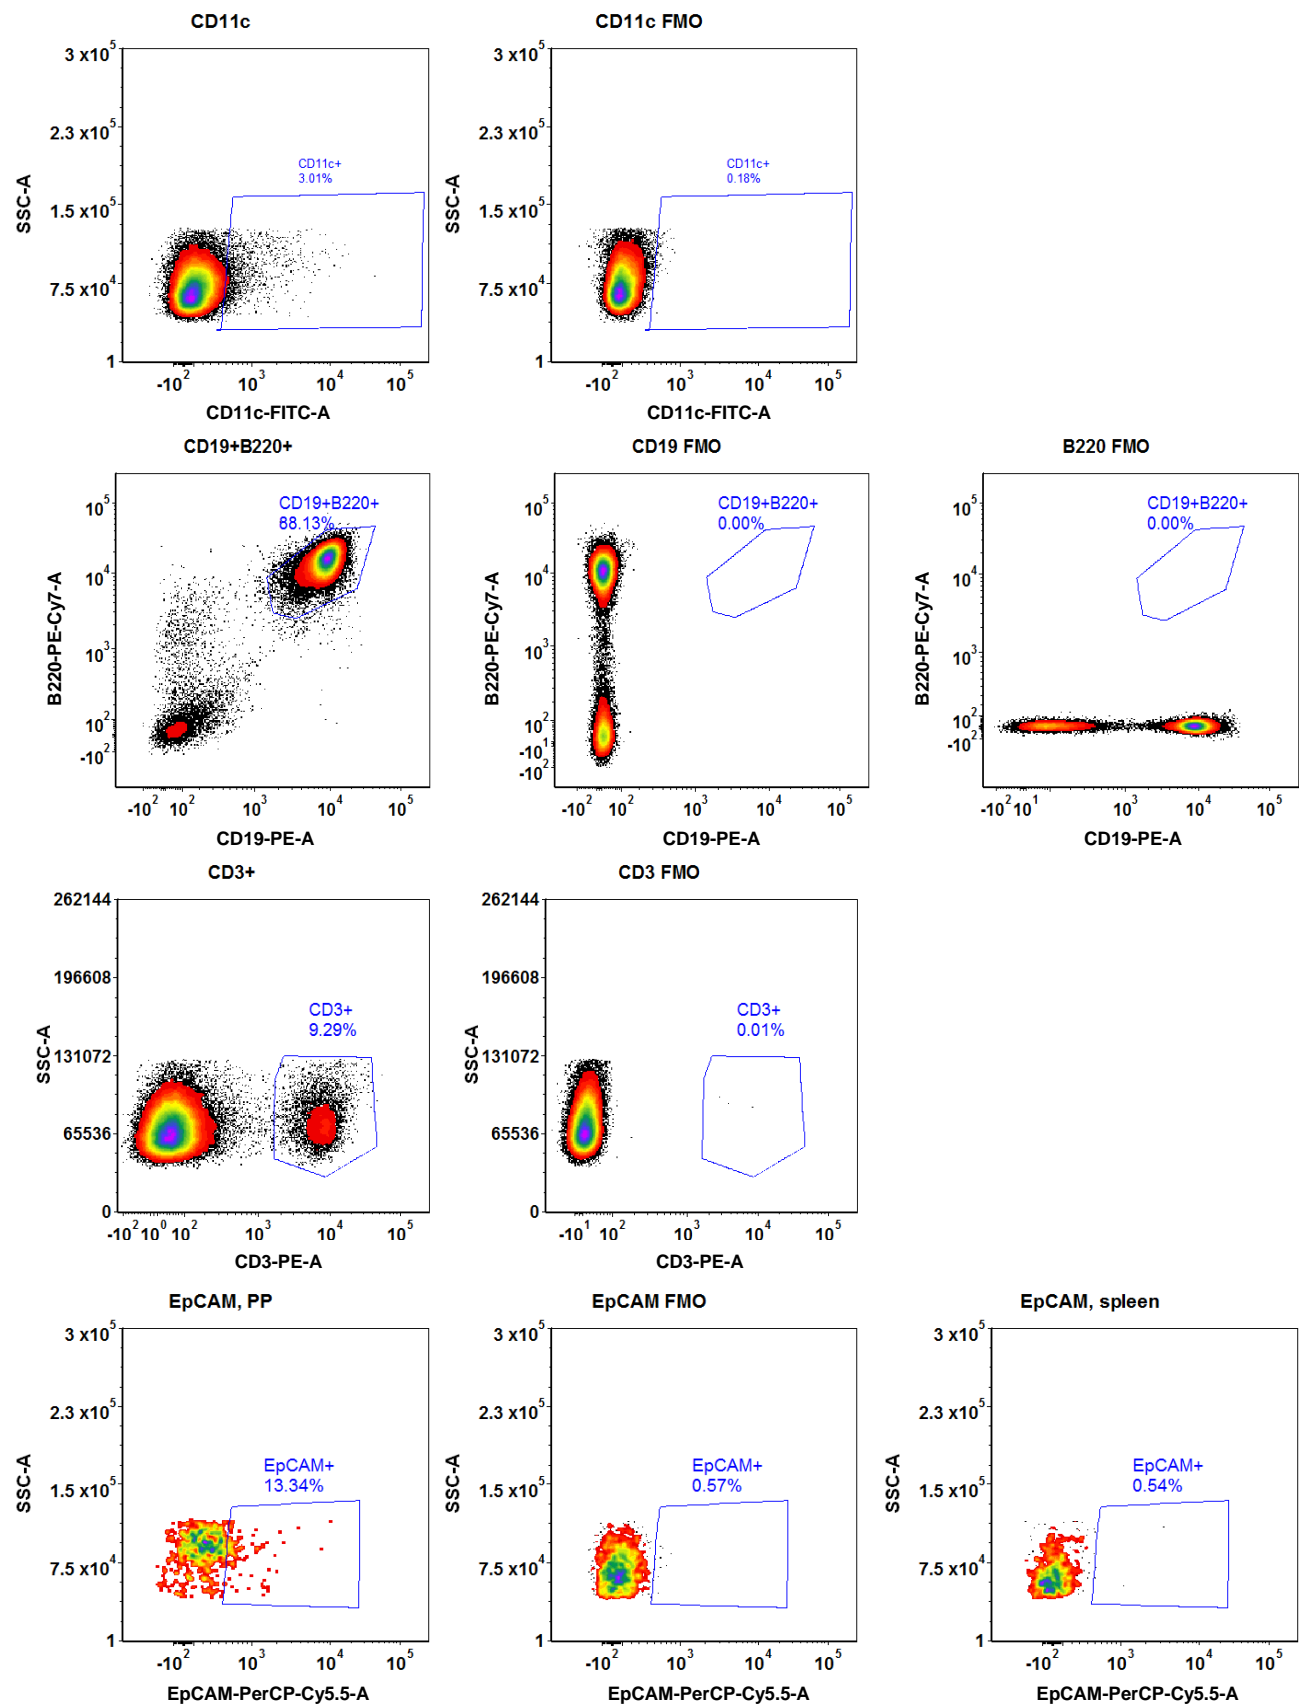 CD11c
CD11c FMO
3 x10^5
2.3 x10^5
1.5 x10^5
7.5 x10^4
1
SSC-A
CD11c+
3.01%
-10^2 10^3 10^4 10^5
CD11c-FITC-A
3 x10^5
2.3 x10^5
1.5 x10^5
7.5 x10^4
1
SSC-A
CD11c+
0.18%
-10^2 10^3 10^4 10^5
CD11c-FITC-A
CD19+B220+
CD19 FMO
B220 FMO
10^5
10^4
10^3
10^2
-10^2
B220-PE-Cy7-A
CD19+B220+
88.13%
-10^2 10^2 10^3 10^4 10^5
CD19-PE-A
10^5
10^4
10^3
10^2
-10^1
-10^2
B220-PE-Cy7-A
CD19+B220+
0.00%
-10^2 10^2 10^3 10^4 10^5
CD19-PE-A
10^5
10^4
10^3
10^2
-10^2
B220-PE-Cy7-A
CD19+B220+
0.00%
-10^2 10^1 10^3 10^4 10^5
CD19-PE-A
CD3+
CD3 FMO
262144
196608
131072
65536
0
SSC-A
CD3+
9.29%
-10^2 10^0 10^2 10^3 10^4 10^5
CD3-PE-A
262144
196608
131072
65536
0
SSC-A
CD3+
0.01%
-10^1 10^2 10^3 10^4 10^5
CD3-PE-A
EpCAM, PP
EpCAM FMO
EpCAM, spleen
3 x10^5
2.3 x10^5
1.5 x10^5
7.5 x10^4
1
SSC-A
EpCAM+
13.34%
-10^2 10^3 10^4 10^5
EpCAM-PerCP-Cy5.5-A
3 x10^5
2.3 x10^5
1.5 x10^5
7.5 x10^4
1
SSC-A
EpCAM+
0.57%
-10^2 10^3 10^4 10^5
EpCAM-PerCP-Cy5.5-A
3 x10^5
2.3 x10^5
1.5 x10^5
7.5 x10^4
1
SSC-A
EpCAM+
0.54%
-10^2 10^3 10^4 10^5
EpCAM-PerCP-Cy5.5-A